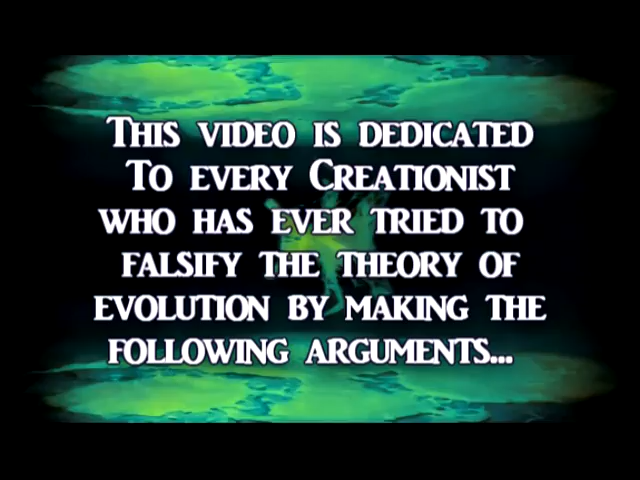 This video is dedicated
To every Creationist
who has ever tried to
falsify the theory of
evolution by making the
following arguments...